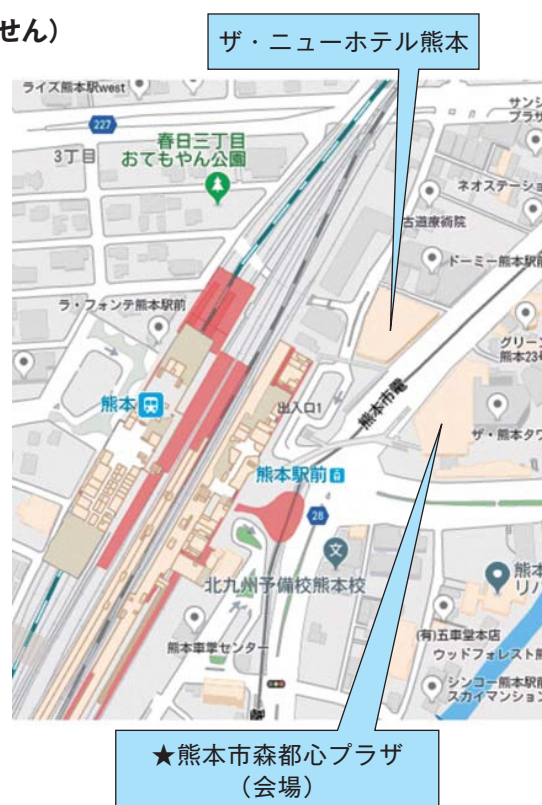 せん）
ザ・ニューホテル熊本
ライズ熊本駅west
227
3丁目
春日三丁目
おてもやん公園
サンシ
プラザ
ネオステーショ
古道療術院
ドーミー熊本駅前
ラ・フォンテ熊本駅前
グリーン
熊本23号
熊本
出入口1
熊本市電
ザ・熊本タワ
熊本駅前
28
北九州予備校熊本校
文
熊本
リハ
熊本車掌センター
(有)五車堂本店
ウッドフォレスト熊
シンコー熊本駅前
スカイマンション
★熊本市森都心プラザ
（会場）